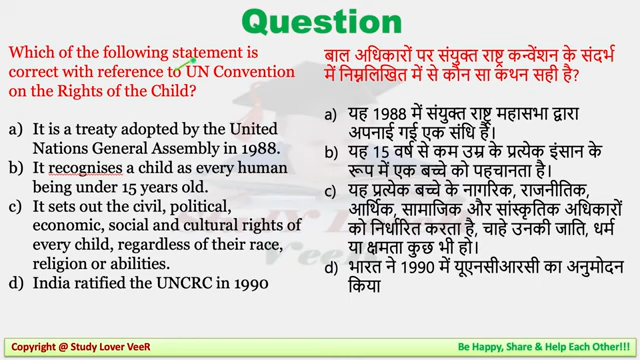 Question
Which of the following statement is
correct with reference to UN Convention
on the Rights of the Child?
a) It is a treaty adopted by the United
Nations General Assembly in 1988.
b) It recognises a child as every human
being under 15 years old.
c) It sets out the civil, political,
economic, social and cultural rights of
every child, regardless of their race,
religion or abilities.
d) India ratified the UNCRC in 1990
बाल अधिकारों पर संयुक्त राष्ट्र कन्वेंशन के संदर्भ
में निम्नलिखित में से कौन सा कथन सही है?
a) यह 1988 में संयुक्त राष्ट्र महासभा द्वारा
अपनाई गई एक संधि है।
b) यह 15 वर्ष से कम उम्र के प्रत्येक इंसान के
रूप में एक बच्चे को पहचानता है।
c) यह प्रत्येक बच्चे के नागरिक, राजनीतिक,
आर्थिक, सामाजिक और सांस्कृतिक अधिकारों
को निर्धारित करता है, चाहे उनकी जाति, धर्म
या क्षमता कुछ भी हो।
d) भारत ने 1990 में यूएनसीआरसी का अनुमोदन
किया
Copyright @ Study Lover VeeR
Be Happy, Share & Help Each Other!!!